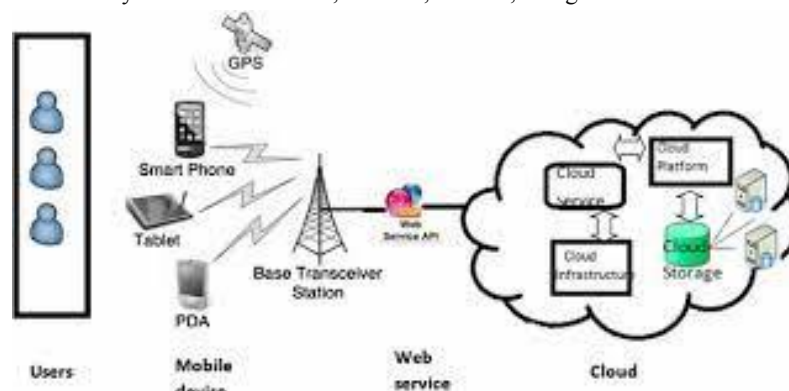 GPS
Smart Phone
Tablet
PDA
Base Transceiver
Station
Web
Service API
Cloud
Service
Cloud
Platform
Cloud
Infrastructure
Cloud
Storage
Users
Mobile
Web
service
Cloud